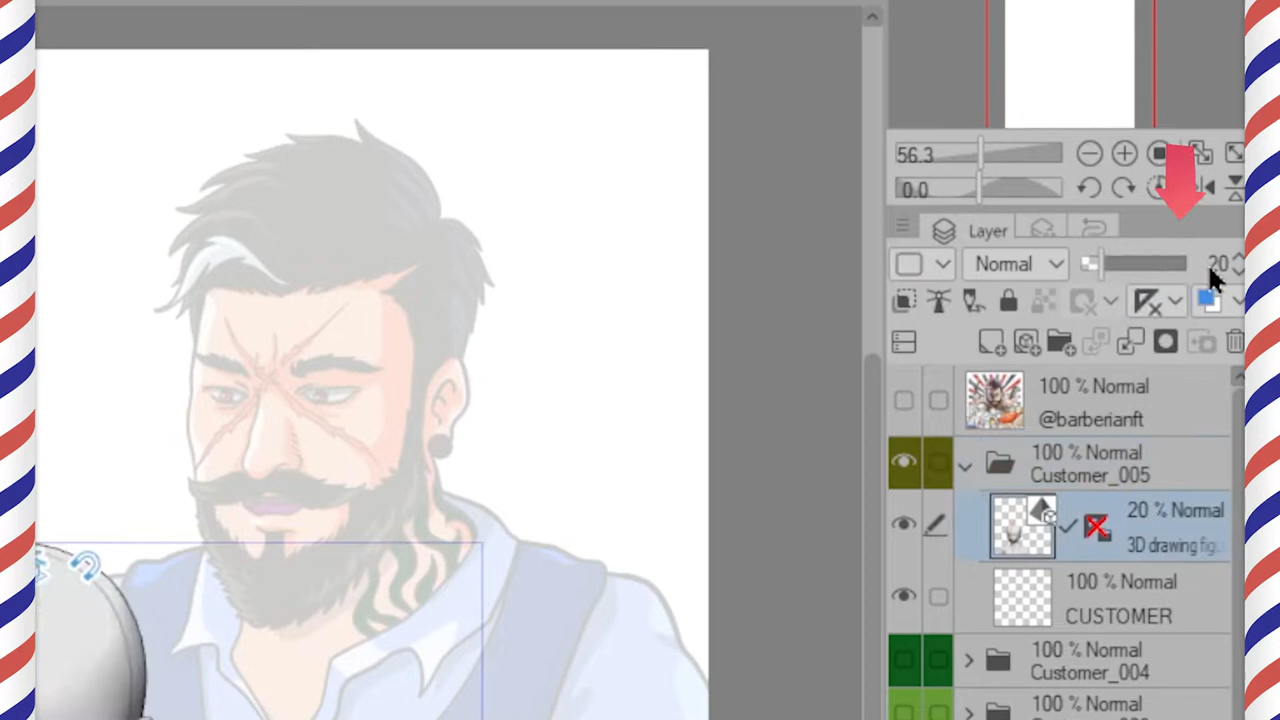 56.3
0.0
Layer
Normal
20
100 % Normal
@barberianft
100 % Normal
Customer_005
20 % Normal
3D drawing figu
100 % Normal
CUSTOMER
100 % Normal
Customer_004
100 % Normal